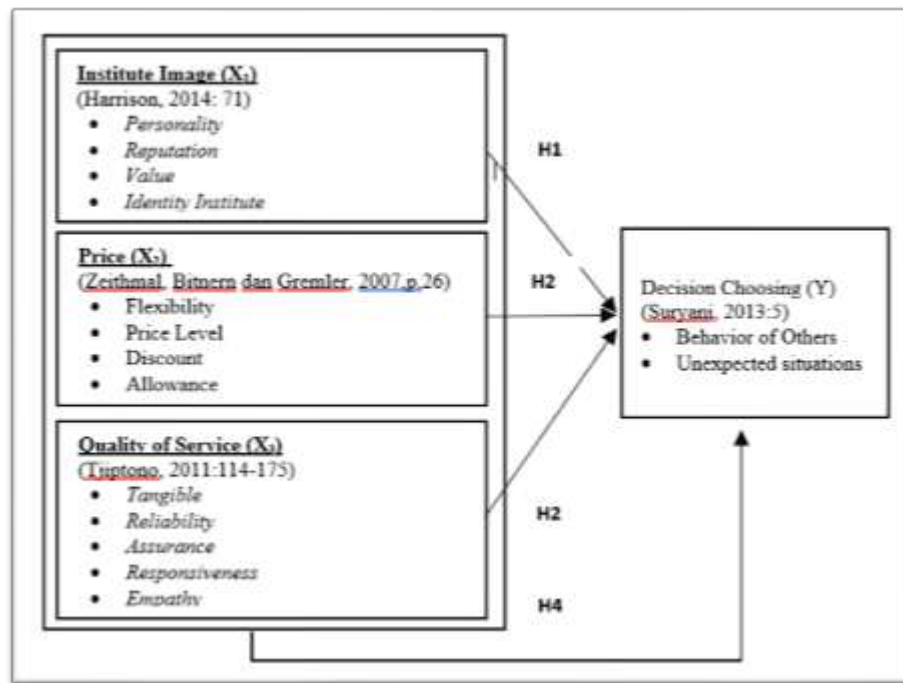 Institute Image (X₁)
(Harrison, 2014: 71)
• Personality
• Reputation
• Value
• Identity Institute
H1
Price (X₂)
(Zeithmal, Bitnern dan Gremler, 2007.p.26)
• Flexibility
• Price Level
• Discount
• Allowance
H2
Decision Choosing (Y)
(Suryani, 2013:5)
• Behavior of Others
• Unexpected situations
Quality of Service (X₃)
(Tjiptono, 2011:114-175)
• Tangible
• Reliability
• Assurance
• Responsiveness
• Empathy
H2
H4